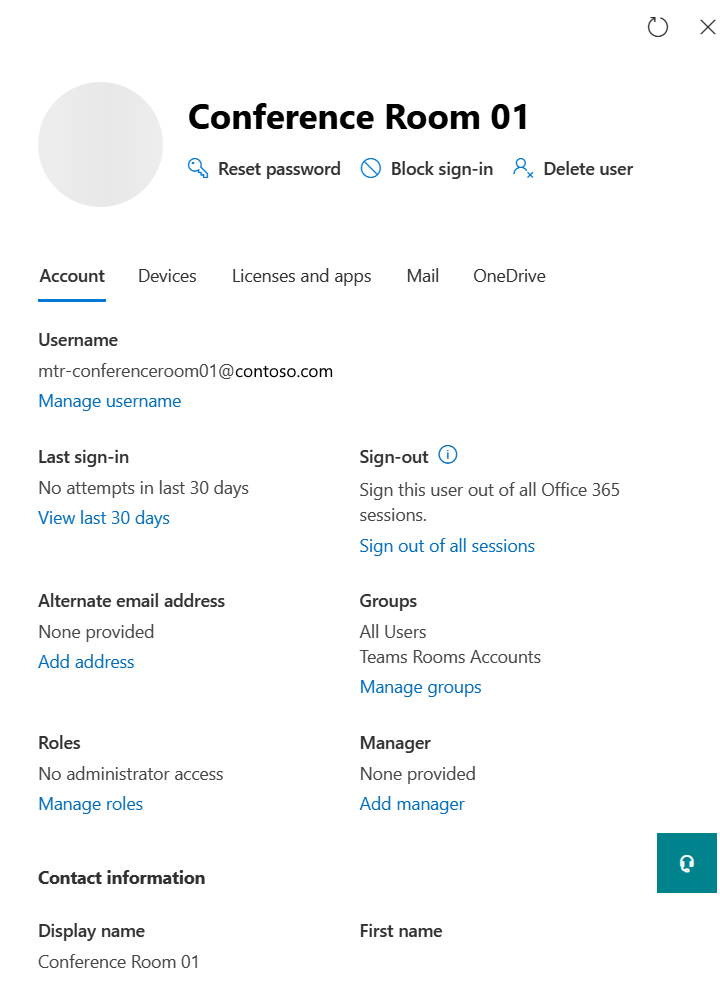 Conference Room 01
Reset password Block sign-in Delete user
Account Devices Licenses and apps Mail OneDrive
Username
mtr-conferenceroom01@contoso.com
Manage username
Last sign-in
No attempts in last 30 days
View last 30 days
Sign-out
Sign this user out of all Office 365
sessions.
Sign out of all sessions
Alternate email address
None provided
Add address
Groups
All Users
Teams Rooms Accounts
Manage groups
Roles
No administrator access
Manage roles
Manager
None provided
Add manager
Contact information
Display name
Conference Room 01
First name